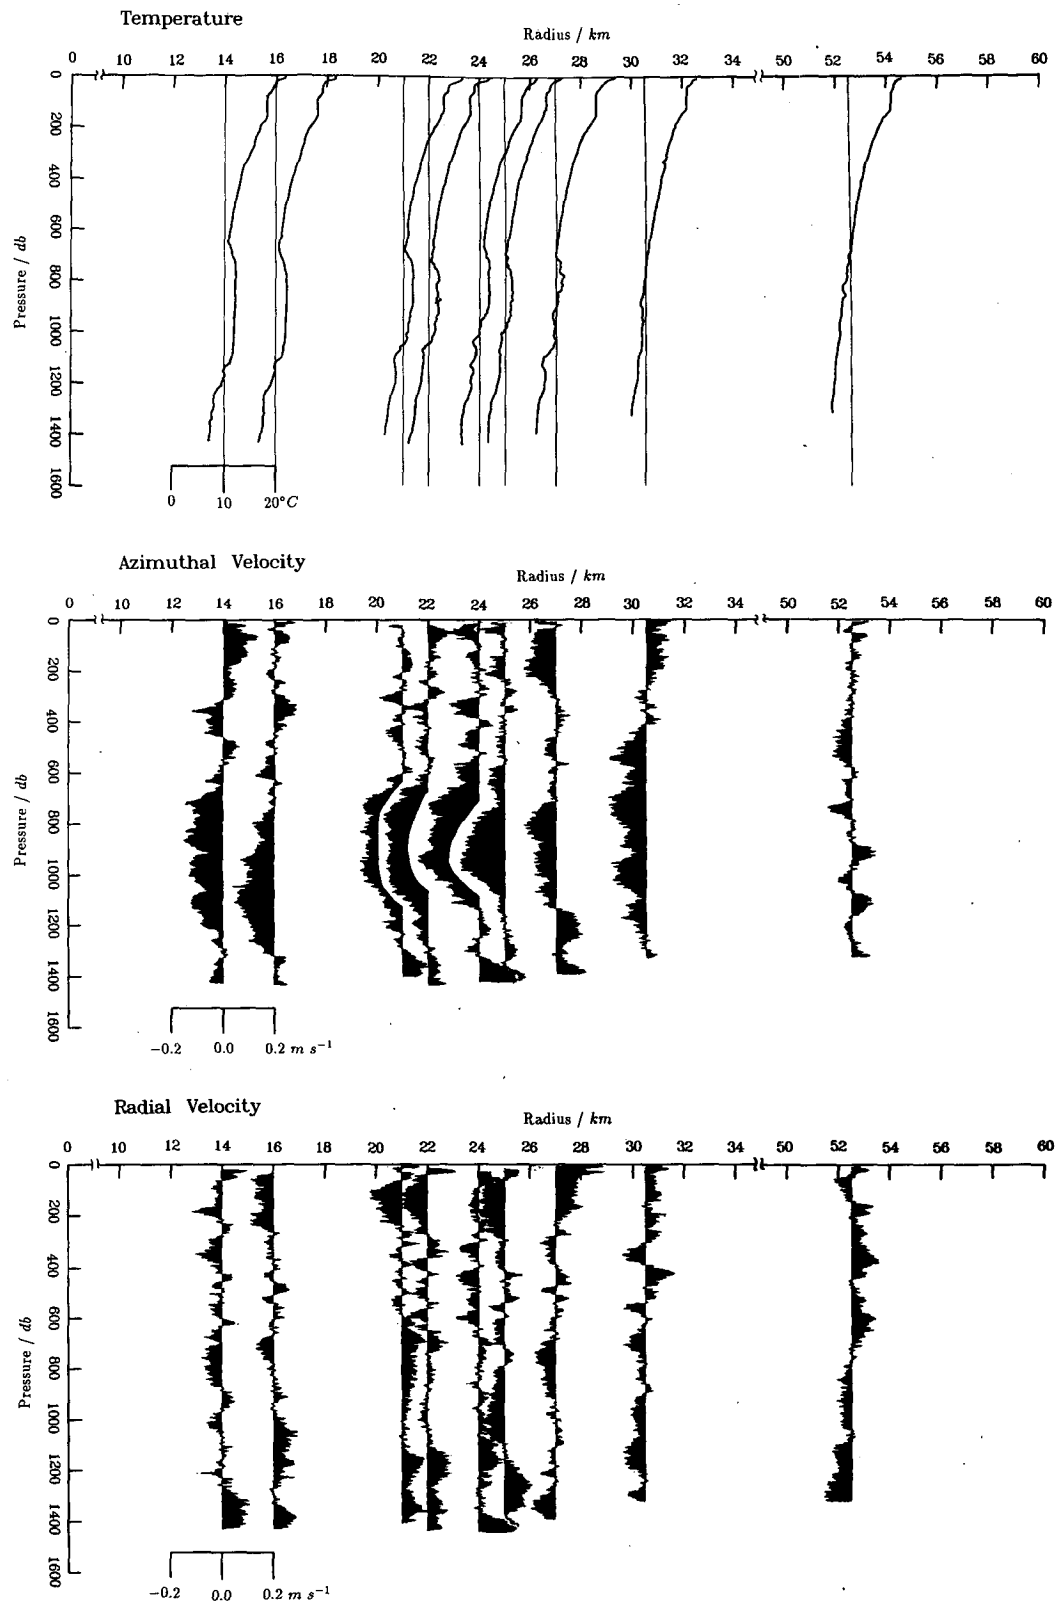 Temperature
Radius / km
0 10 12 14 16 18 20 22 24 26 28 30 32 34 50 52 54 56 58 60
0
200
400
600
800
1000
1200
1400
1600
Pressure / db
0 10 20°C
Azimuthal Velocity
Radius / km
0 10 12 14 16 18 20 22 24 26 28 30 32 34 50 52 54 56 58 60
0
200
400
600
800
1000
1200
1400
1600
Pressure / db
−0.2 0.0 0.2 m s⁻¹
Radial Velocity
Radius / km
0 10 12 14 16 18 20 22 24 26 28 30 32 34 50 52 54 56 58 60
0
200
400
600
800
1000
1200
1400
1600
Pressure / db
−0.2 0.0 0.2 m s⁻¹